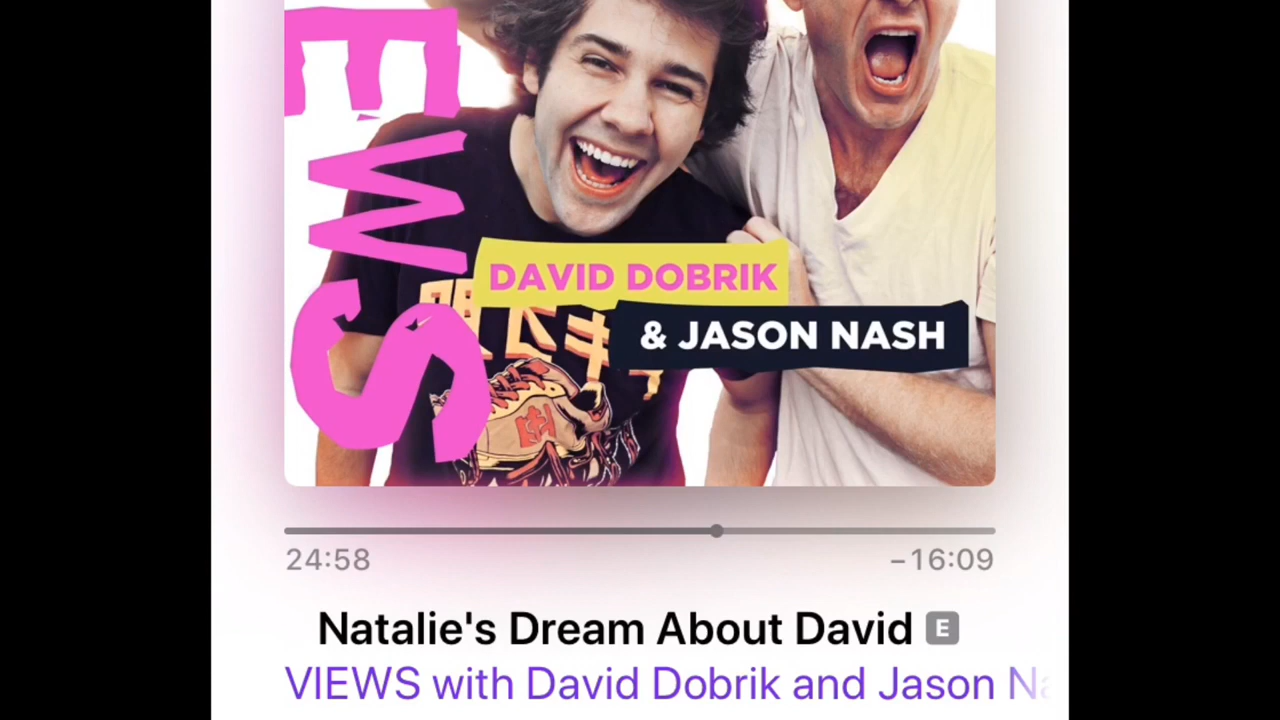 EWS
DAVID DOBRIK
& JASON NASH
24:58
−16:09
Natalie's Dream About David E
VIEWS with David Dobrik and Jason Na